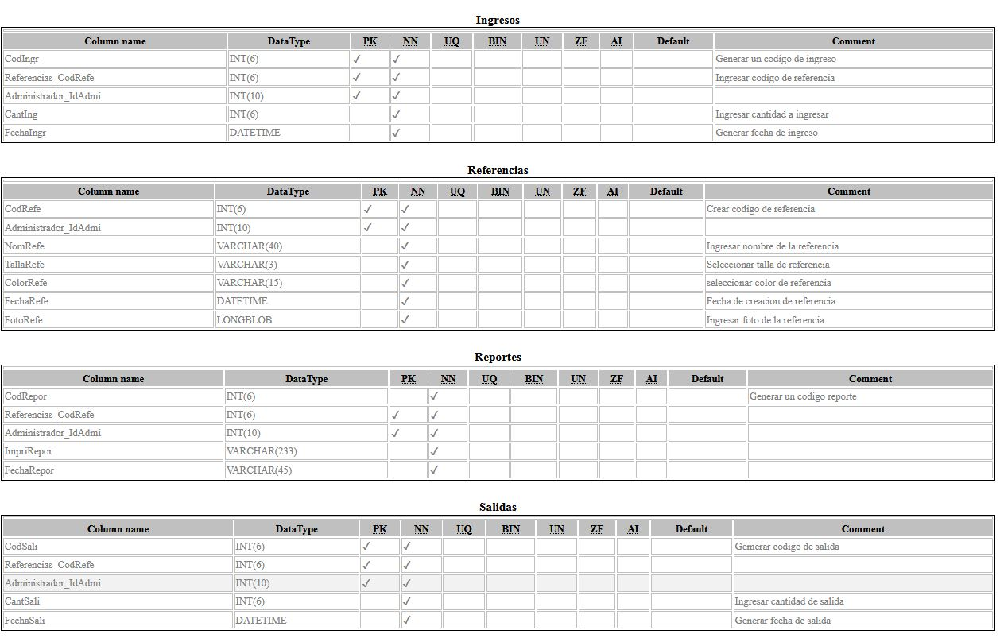 Ingresos
Column name DataType PK NN UQ BIN UN ZF AI Default Comment
CodIngr INT(6) ✓ ✓ Generar un codigo de ingreso
Referencias_CodRefe INT(6) ✓ ✓ Ingresar codigo de referencia
Administrador_IdAdmi INT(10) ✓ ✓
CantIng INT(6) ✓ Ingresar cantidad a ingresar
FechaIngr DATETIME ✓ Generar fecha de ingreso
Referencias
Column name DataType PK NN UQ BIN UN ZF AI Default Comment
CodRefe INT(6) ✓ ✓ Crear codigo de referencia
Administrador_IdAdmi INT(10) ✓ ✓
NomRefe VARCHAR(40) ✓ Ingresar nombre de la referencia
TallaRefe VARCHAR(3) ✓ Seleccionar talla de referencia
ColorRefe VARCHAR(15) ✓ seleccionar color de referencia
FechaRefe DATETIME ✓ Fecha de creacion de referencia
FotoRefe LONGBLOB ✓ Ingresar foto de la referencia
Reportes
Column name DataType PK NN UQ BIN UN ZF AI Default Comment
CodRepor INT(6) ✓ Generar un codigo reporte
Referencias_CodRefe INT(6) ✓ ✓
Administrador_IdAdmi INT(10) ✓ ✓
ImpriRepor VARCHAR(233) ✓
FechaRepor VARCHAR(45) ✓
Salidas
Column name DataType PK NN UQ BIN UN ZF AI Default Comment
CodSali INT(6) ✓ ✓ Gemerar codigo de salida
Referencias_CodRefe INT(6) ✓ ✓
Administrador_IdAdmi INT(10) ✓ ✓
CantSali INT(6) ✓ Ingresar cantidad de salida
FechaSali DATETIME ✓ Generar fecha de salida